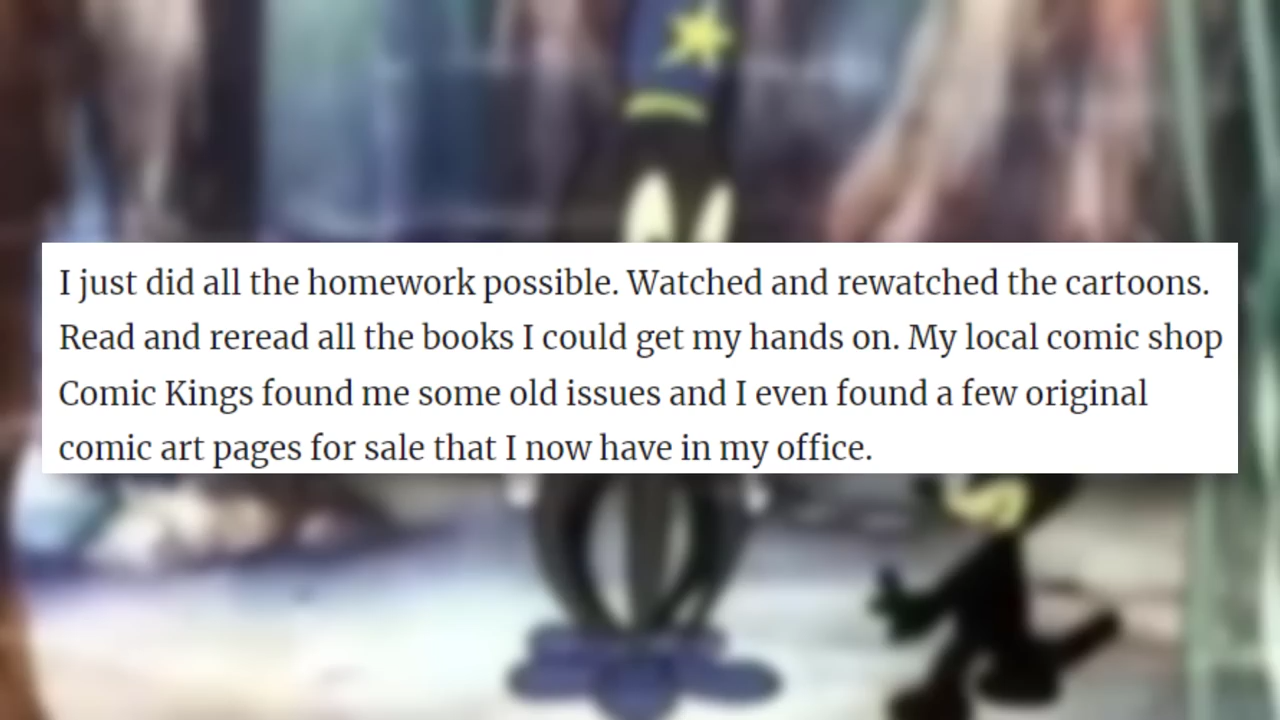 I just did all the homework possible. Watched and rewatched the cartoons.
Read and reread all the books I could get my hands on. My local comic shop
Comic Kings found me some old issues and I even found a few original
comic art pages for sale that I now have in my office.